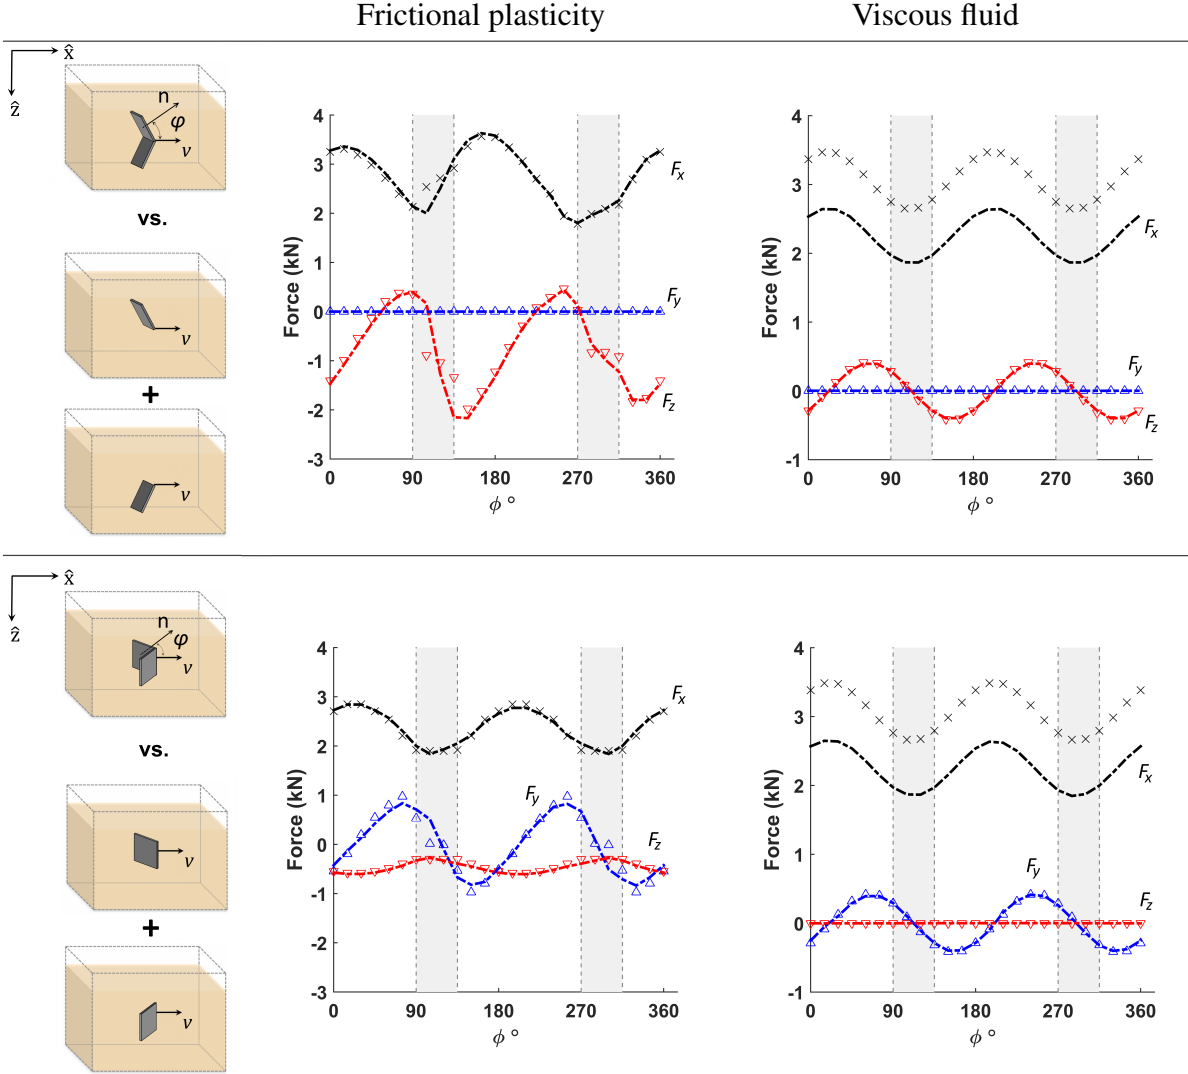 Frictional plasticity
Viscous fluid
x̂
ẑ
n
φ
v
vs.
v
+
v
4
3
2
1
0
-1
-2
-3
Force (kN)
0
90
180
270
360
ϕ °
Fx
Fy
Fz
4
3
2
1
0
-1
Force (kN)
0
90
180
270
360
ϕ °
Fx
Fy
Fz
x̂
ẑ
n
φ
v
vs.
v
+
v
4
3
2
1
0
-1
-2
-3
Force (kN)
0
90
180
270
360
ϕ °
Fx
Fy
Fz
4
3
2
1
0
-1
Force (kN)
0
90
180
270
360
ϕ °
Fx
Fy
Fz